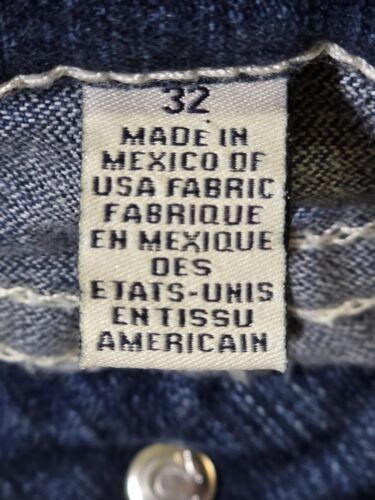 32
MADE IN
MEXICO OF
USA FABRIC
FABRIQUE
EN MEXIQUE
DES
ETATS-UNIS
EN TISSU
AMERICAIN